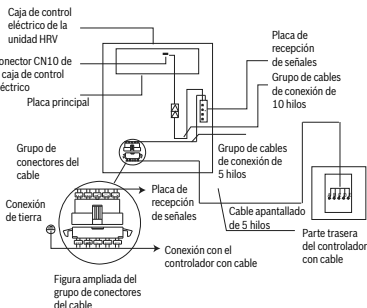 Caja de control
eléctrico de la
unidad HRV
onector CN10 de
caja de control
éctrico
Placa principal
Placa de
recepción
de señales
Grupo de cables
de conexión de
10 hilos
Grupo de
conectores del
cable
Grupo de cables
de conexión de
5 hilos
Conexión
de tierra
Placa de
recepción
de señales
Cable apantallado
de 5 hilos
Parte trasera
del controlador
con cable
Conexión con el
controlador con cable
Figura ampliada del
grupo de conectores
del cable